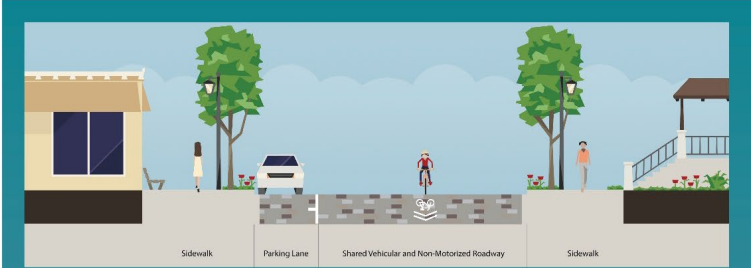 Sidewalk
Parking Lane
Shared Vehicular and Non-Motorized Roadway
Sidewalk